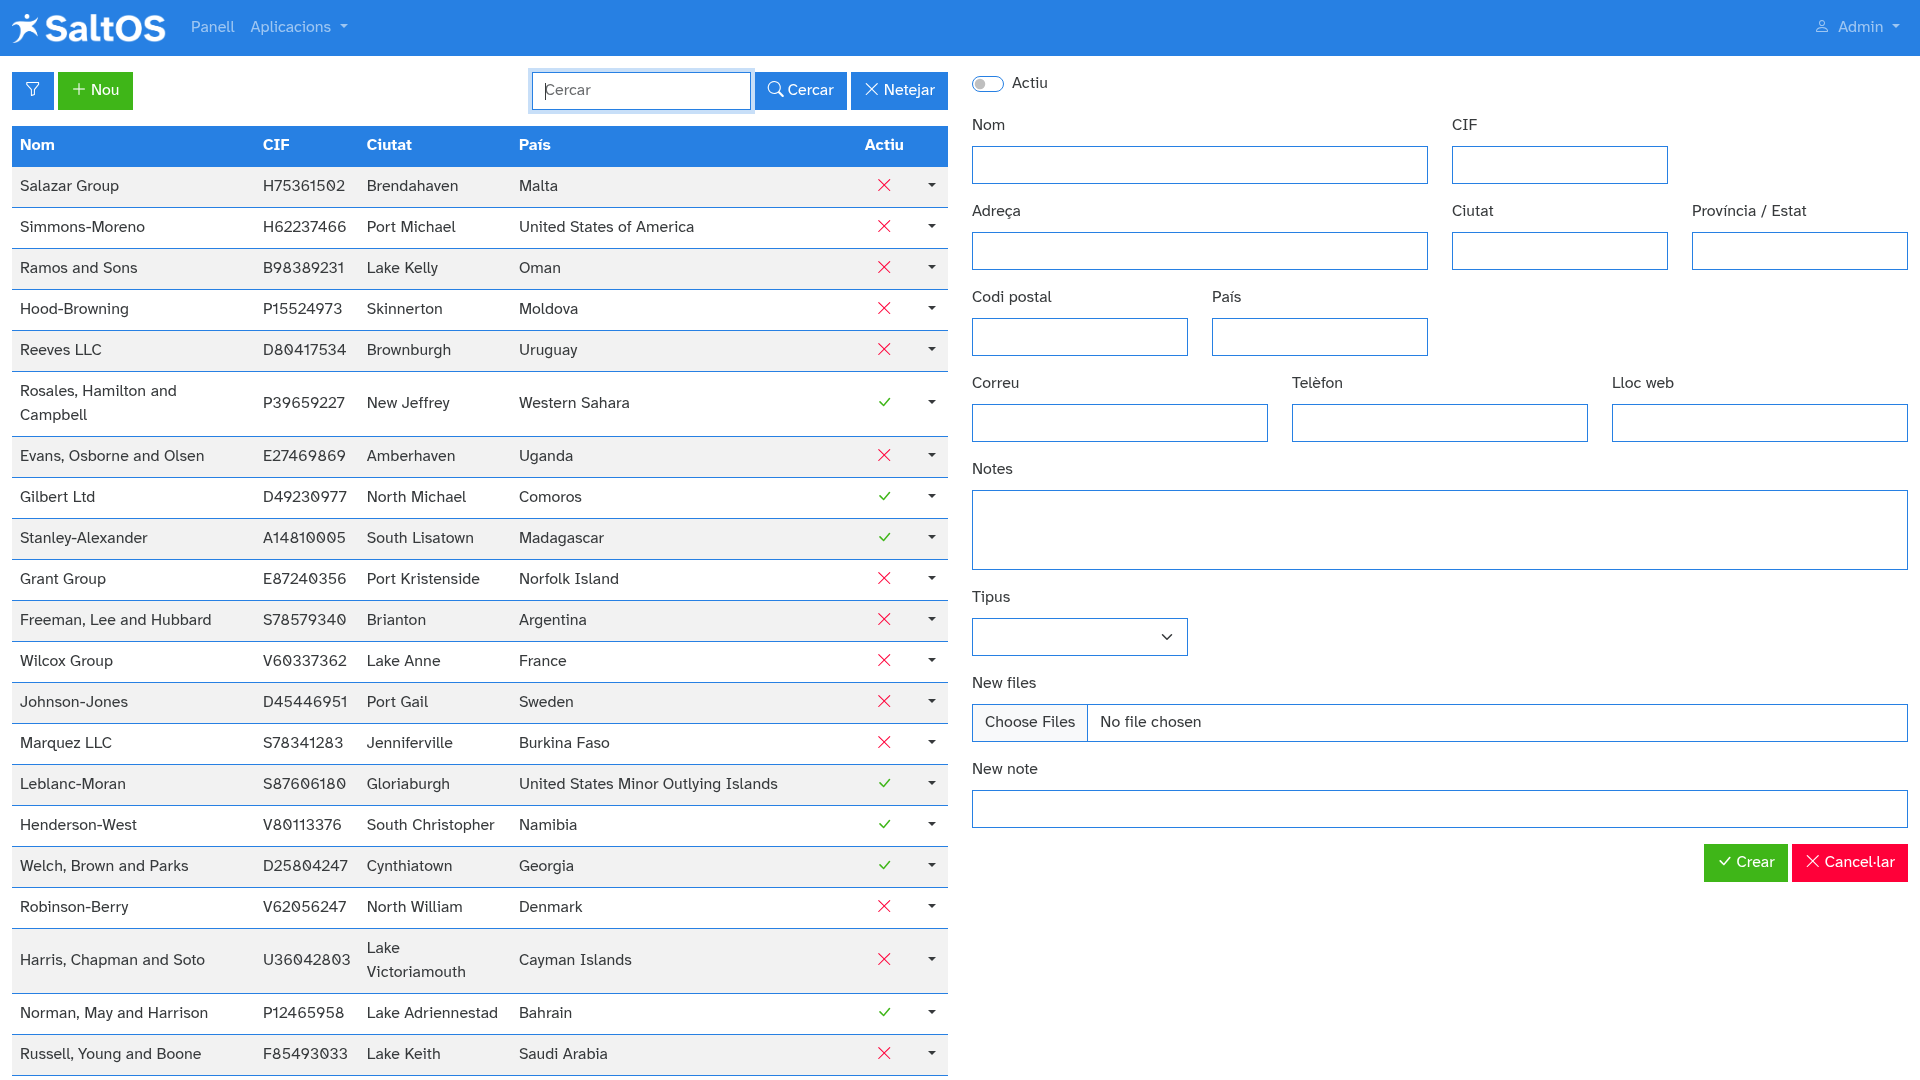 SaltOS Panell Aplicacions Admin
Nou Cercar Cercar Netejar
Nom CIF Ciutat País Actiu
Salazar Group H75361502 Brendahaven Malta
Simmons-Moreno H62237466 Port Michael United States of America
Ramos and Sons B98389231 Lake Kelly Oman
Hood-Browning P15524973 Skinnerton Moldova
Reeves LLC D80417534 Brownburgh Uruguay
Rosales, Hamilton and
Campbell P39659227 New Jeffrey Western Sahara
Evans, Osborne and Olsen E27469869 Amberhaven Uganda
Gilbert Ltd D49230977 North Michael Comoros
Stanley-Alexander A14810005 South Lisatown Madagascar
Grant Group E87240356 Port Kristenside Norfolk Island
Freeman, Lee and Hubbard S78579340 Brianton Argentina
Wilcox Group V60337362 Lake Anne France
Johnson-Jones D45446951 Port Gail Sweden
Marquez LLC S78341283 Jenniferville Burkina Faso
Leblanc-Moran S87606180 Gloriaburgh United States Minor Outlying Islands
Henderson-West V80113376 South Christopher Namibia
Welch, Brown and Parks D25804247 Cynthiatown Georgia
Robinson-Berry V62056247 North William Denmark
Harris, Chapman and Soto U36042803 Lake
Victoriamouth Cayman Islands
Norman, May and Harrison P12465958 Lake Adriennestad Bahrain
Russell, Young and Boone F85493033 Lake Keith Saudi Arabia
Actiu
Nom CIF
Adreça Ciutat Província / Estat
Codi postal País
Correu Telèfon Lloc web
Notes
Tipus
New files
Choose Files No file chosen
New note
Crear Cancel·lar